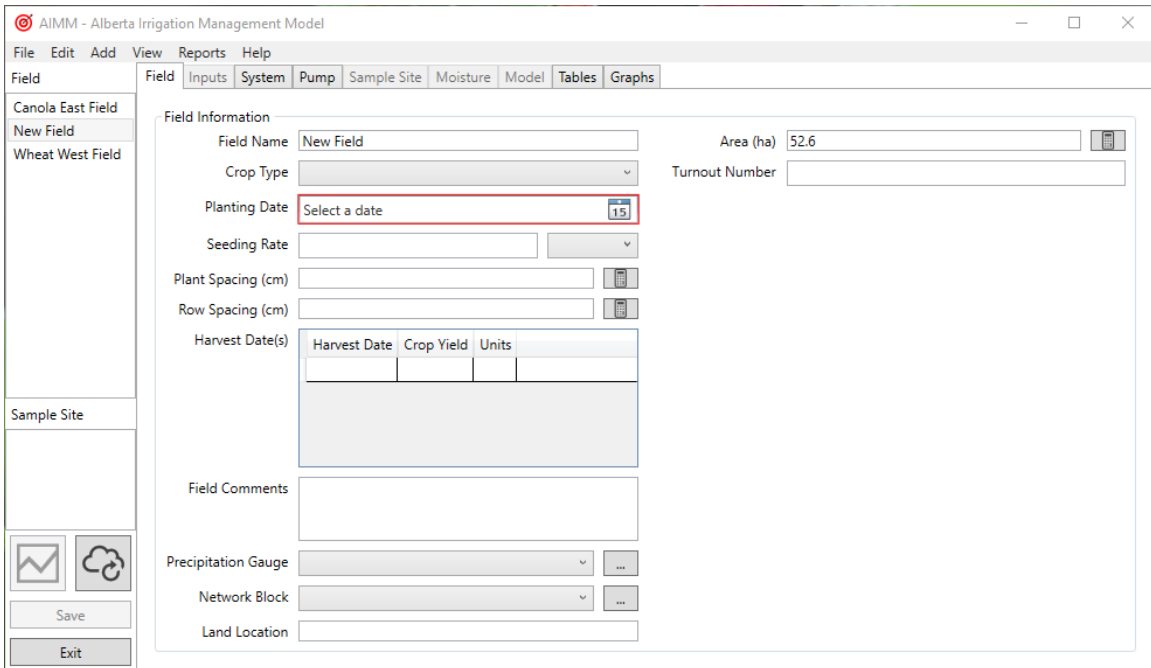 AIMM - Alberta Irrigation Management Model
File Edit Add View Reports Help
Field
Canola East Field
New Field
Wheat West Field
Sample Site
Save
Exit
Field Inputs System Pump Sample Site Moisture Model Tables Graphs
Field Information
Field Name New Field
Area (ha) 52.6
Crop Type
Turnout Number
Planting Date Select a date 15
Seeding Rate
Plant Spacing (cm)
Row Spacing (cm)
Harvest Date(s)
Harvest Date Crop Yield Units
Field Comments
Precipitation Gauge ...
Network Block ...
Land Location